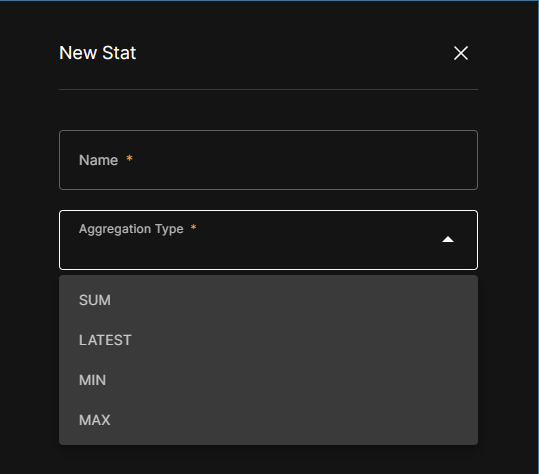 New Stat
Name *
Aggregation Type *
SUM
LATEST
MIN
MAX